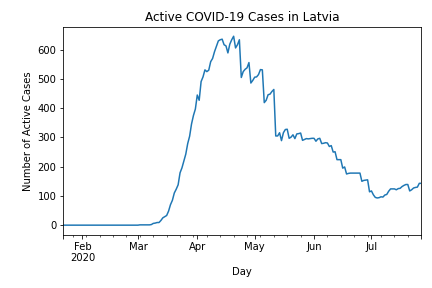 Active COVID-19 Cases in Latvia
Number of Active Cases
600
500
400
300
200
100
0
Feb Mar Apr May Jun Jul
2020
Day